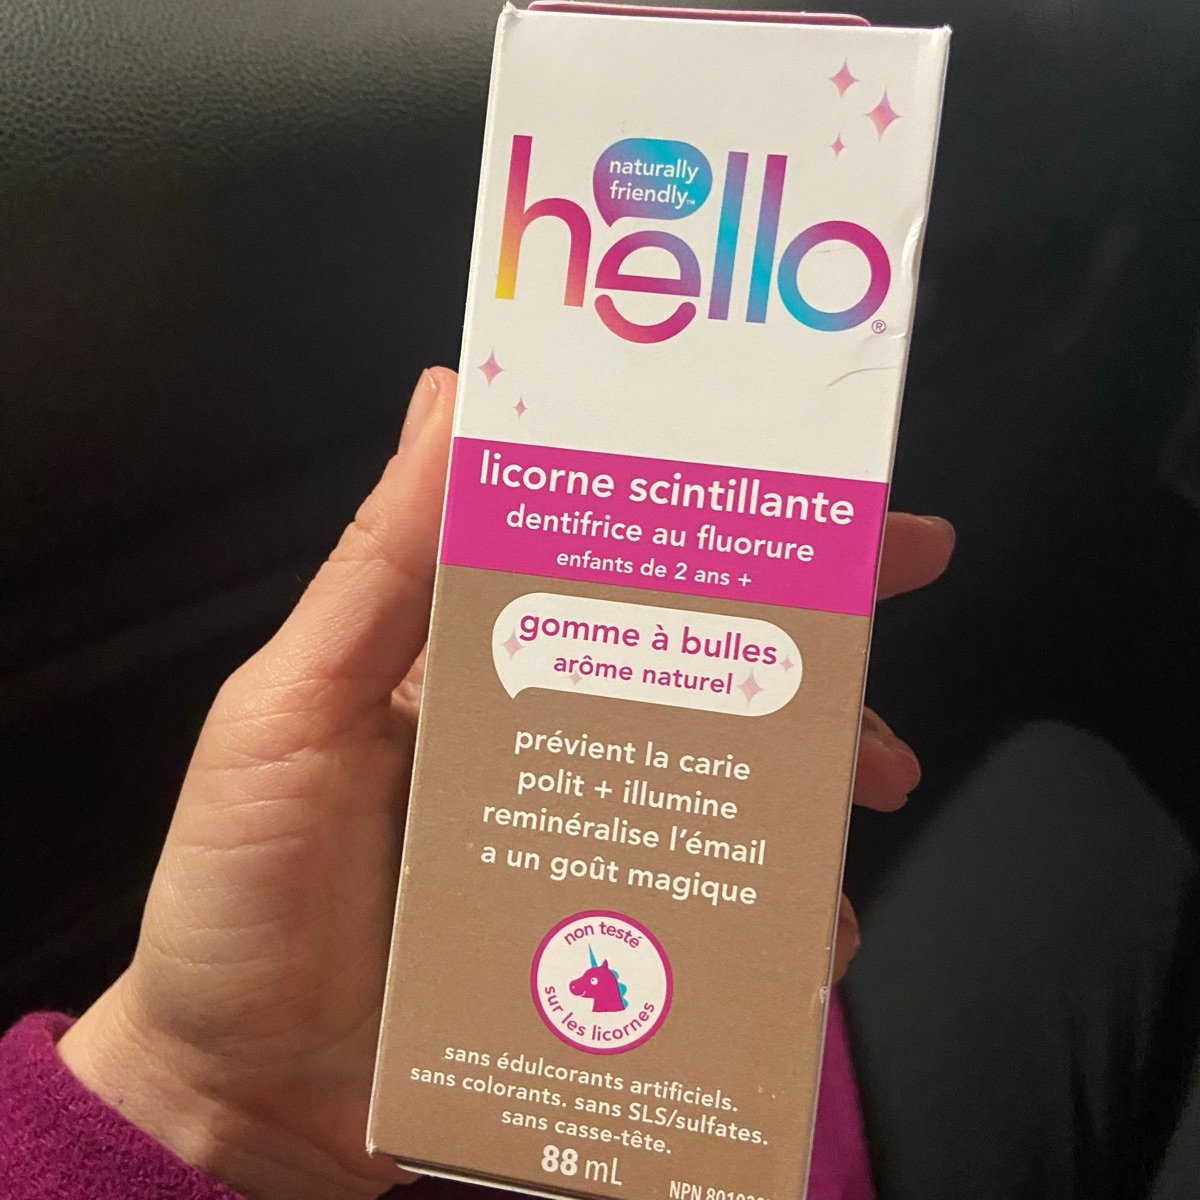 naturally
friendly™
hello®
licorne scintillante
dentifrice au fluorure
enfants de 2 ans +
gomme à bulles
arôme naturel
prévient la carie
polit + illumine
reminéralise l'émail
a un goût magique
non testé
sur les licornes
sans édulcorants artificiels.
sans colorants. sans SLS/sulfates.
sans casse-tête.
88 mL
NPN